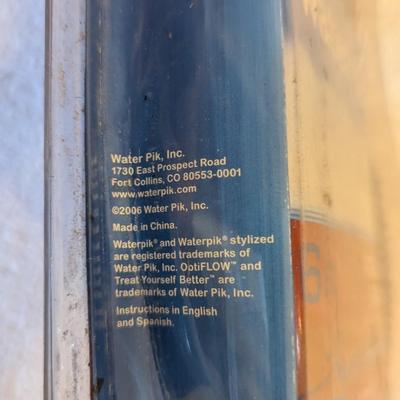 Water Pik, Inc.
1730 East Prospect Road
Fort Collins, CO 80553-0001
www.waterpik.com
©2006 Water Pik, Inc.
Made in China.
Waterpik® and Waterpik® stylized
are registered trademarks of
Water Pik, Inc. OptiFLOW™ and
Treat Yourself Better™ are
trademarks of Water Pik, Inc.
Instructions in English
and Spanish.
6